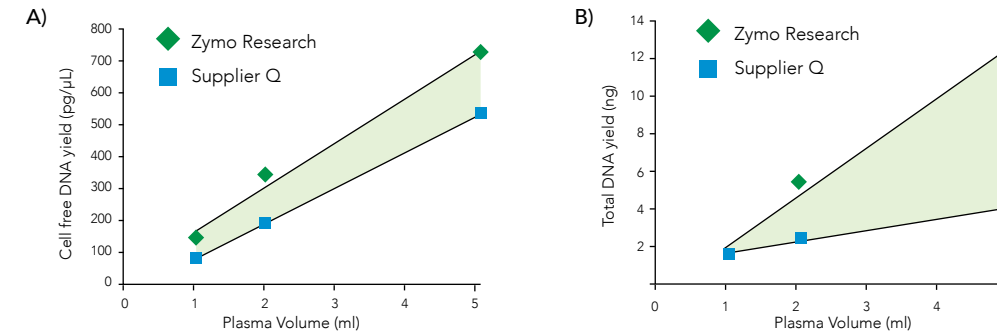 A)
Cell free DNA yield (pg/µL)
800
700
600
500
400
300
200
100
0
Zymo Research
Supplier Q
0 1 2 3 4 5
Plasma Volume (ml)
B)
Total DNA yield (ng)
14
12
10
8
6
4
2
Zymo Research
Supplier Q
0 1 2 3 4
Plasma Volume (ml)